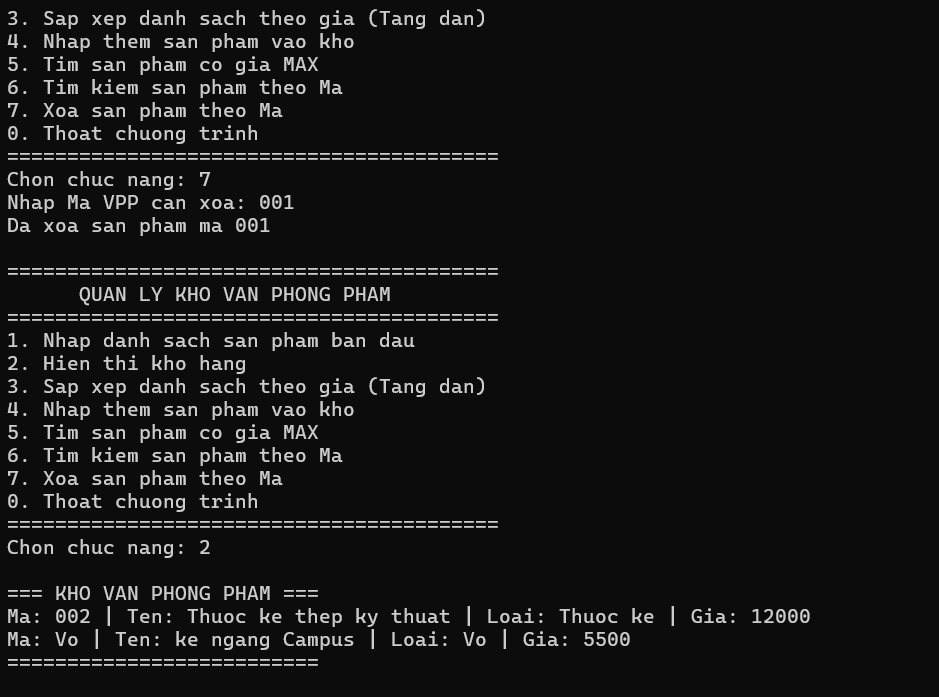 3. Sap xep danh sach theo gia (Tang dan)
4. Nhap them san pham vao kho
5. Tim san pham co gia MAX
6. Tim kiem san pham theo Ma
7. Xoa san pham theo Ma
0. Thoat chuong trinh
=========================================
Chon chuc nang: 7
Nhap Ma VPP can xoa: 001
Da xoa san pham ma 001
=========================================
QUAN LY KHO VAN PHONG PHAM
=========================================
1. Nhap danh sach san pham ban dau
2. Hien thi kho hang
3. Sap xep danh sach theo gia (Tang dan)
4. Nhap them san pham vao kho
5. Tim san pham co gia MAX
6. Tim kiem san pham theo Ma
7. Xoa san pham theo Ma
0. Thoat chuong trinh
=========================================
Chon chuc nang: 2
=== KHO VAN PHONG PHAM ===
Ma: 002 | Ten: Thuoc ke thep ky thuat | Loai: Thuoc ke | Gia: 12000
Ma: Vo | Ten: ke ngang Campus | Loai: Vo | Gia: 5500
==========================